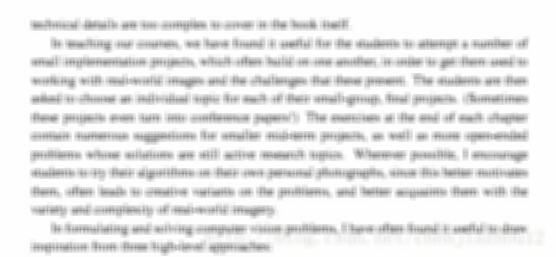 technical details are too complex to cover in the book itself.
In teaching our courses, we have found it useful for the students to attempt a number of
small implementation projects, which often build on one another, in order to get them used to
working with real-world images and the challenges that these present. The students are then
asked to choose an individual topic for each of their small-group, final projects. (Sometimes
these projects even turn into conference papers!) The exercises at the end of each chapter
contain numerous suggestions for smaller mid-term projects, as well as more open-ended
problems whose solutions are still active research topics. Wherever possible, I encourage
students to try their algorithms on their own personal photographs, since this better motivates
them, often leads to creative variants on the problems, and better acquaints them with the
variety and complexity of real-world imagery.
In formulating and solving computer vision problems, I have often found it useful to draw
inspiration from three high-level approaches: